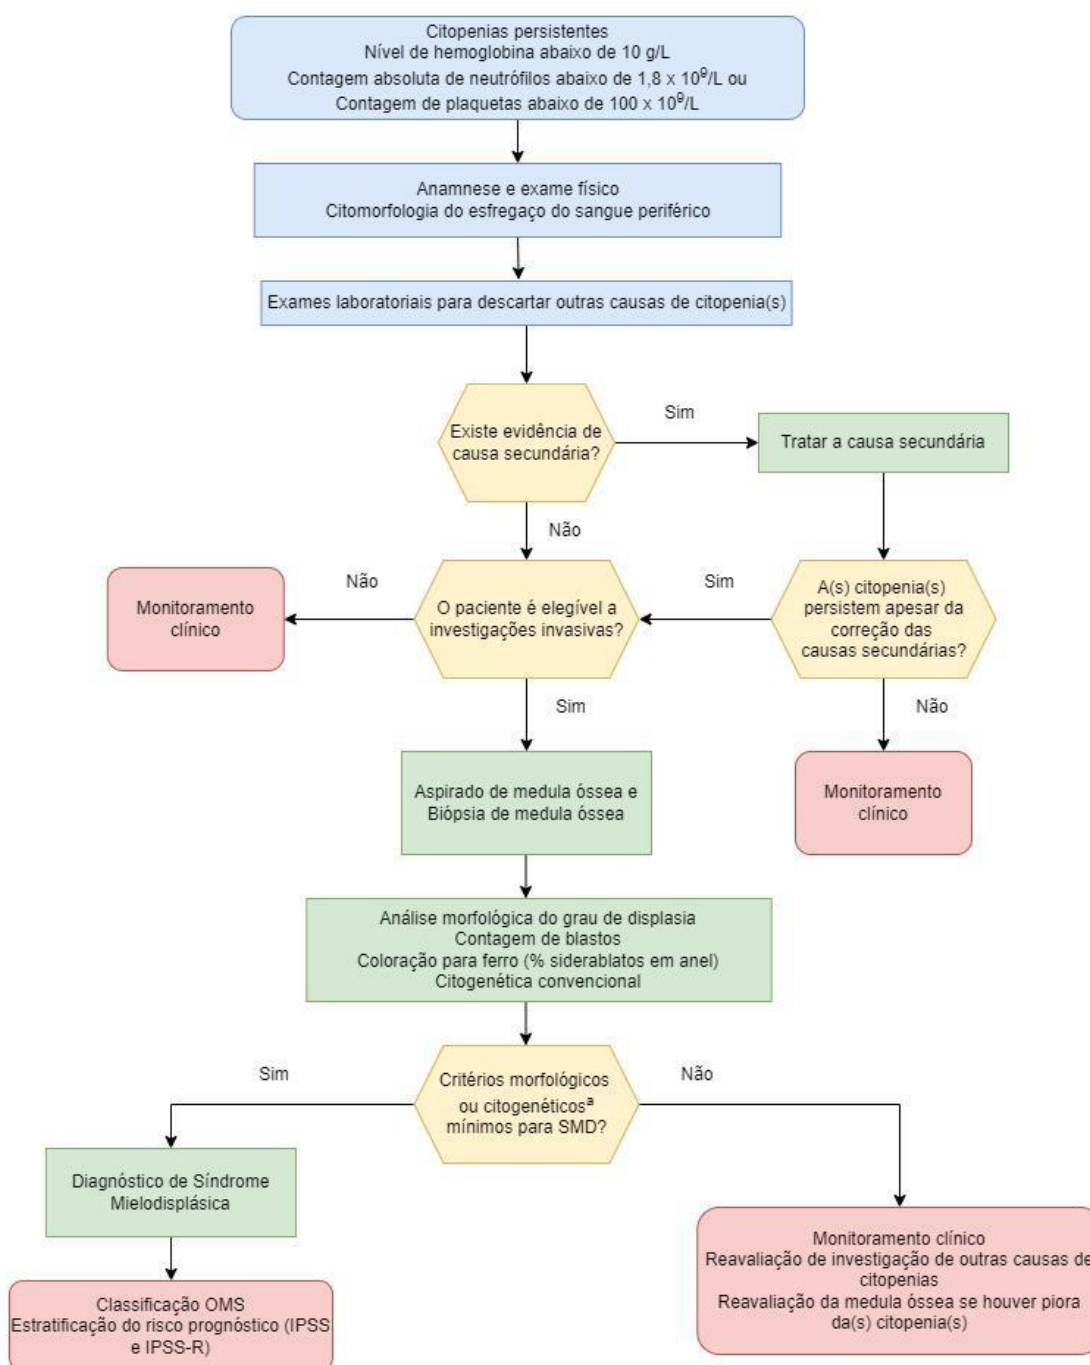 Citopenias persistentes
Nível de hemoglobina abaixo de 10 g/L
Contagem absoluta de neutrófilos abaixo de 1,8 x 10⁹/L ou
Contagem de plaquetas abaixo de 100 x 10⁹/L
Anamnese e exame físico
Citomorfologia do esfregaço do sangue periférico
Exames laboratoriais para descartar outras causas de citopenia(s)
Existe evidência de
causa secundária?
Sim
Tratar a causa secundária
Não
O paciente é elegível a
investigações invasivas?
Não
Monitoramento
clínico
Sim
A(s) citopenia(s)
persistem apesar da
correção das
causas secundárias?
Sim
Não
Monitoramento
clínico
Aspirado de medula óssea e
Biópsia de medula óssea
Análise morfológica do grau de displasia
Contagem de blastos
Coloração para ferro (% siderablatos em anel)
Citogenética convencional
Critérios morfológicos
ou citogenéticosª
mínimos para SMD?
Sim
Não
Diagnóstico de Síndrome
Mielodisplásica
Classificação OMS
Estratificação do risco prognóstico (IPSS
e IPSS-R)
Monitoramento clínico
Reavaliação de investigação de outras causas de
citopenias
Reavaliação da medula óssea se houver piora
da(s) citopenia(s)